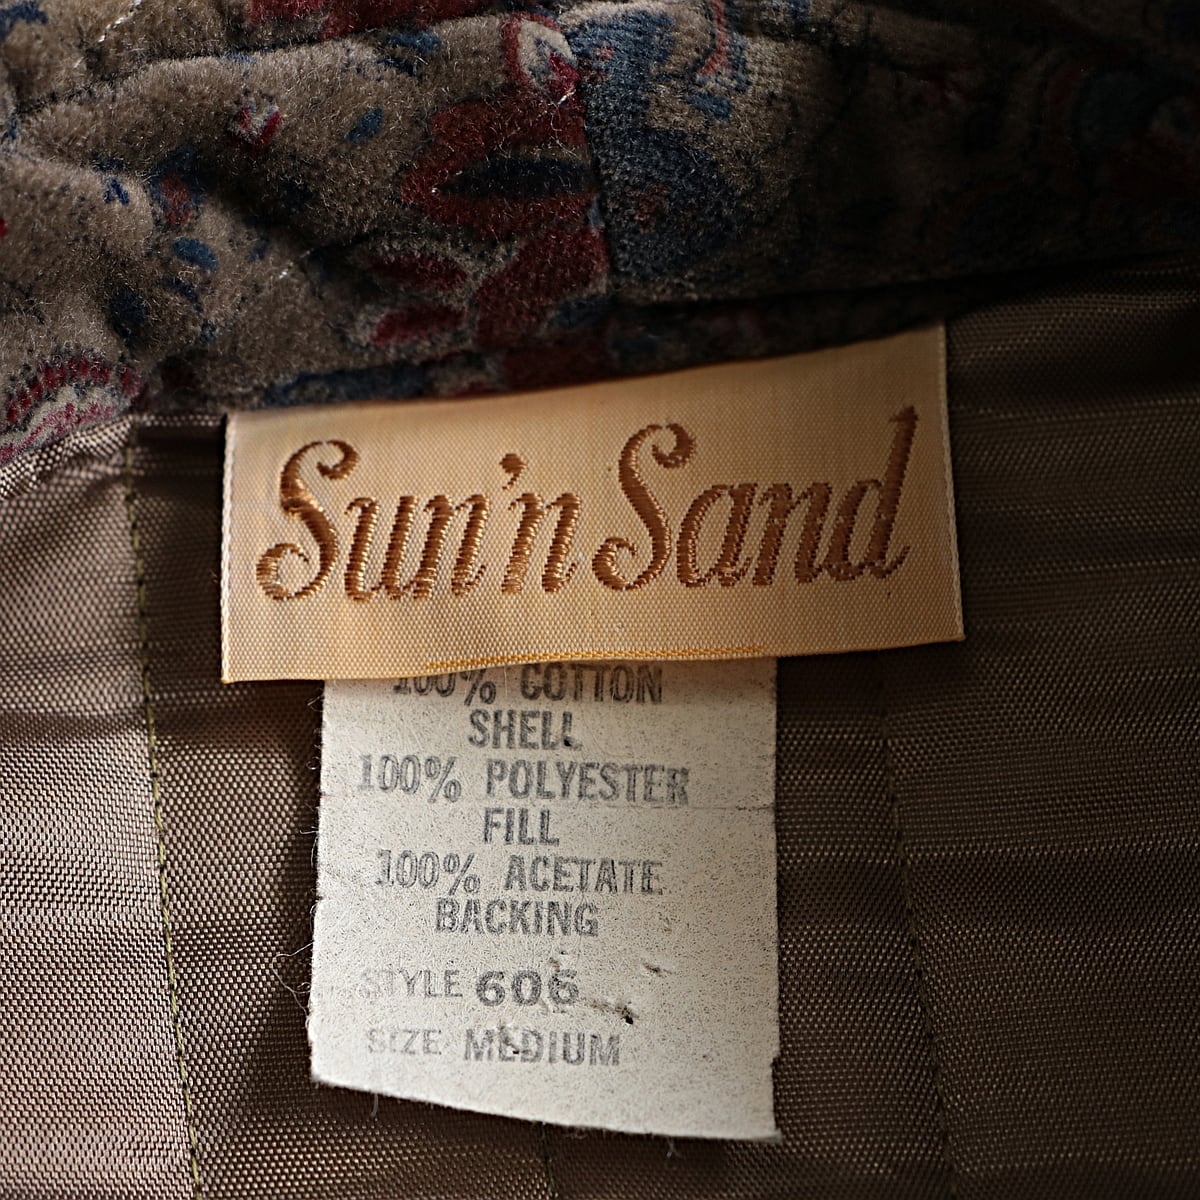 Sun'n Sand
100% COTTON
SHELL
100% POLYESTER
FILL
100% ACETATE
BACKING
STYLE 606
SIZE MEDIUM